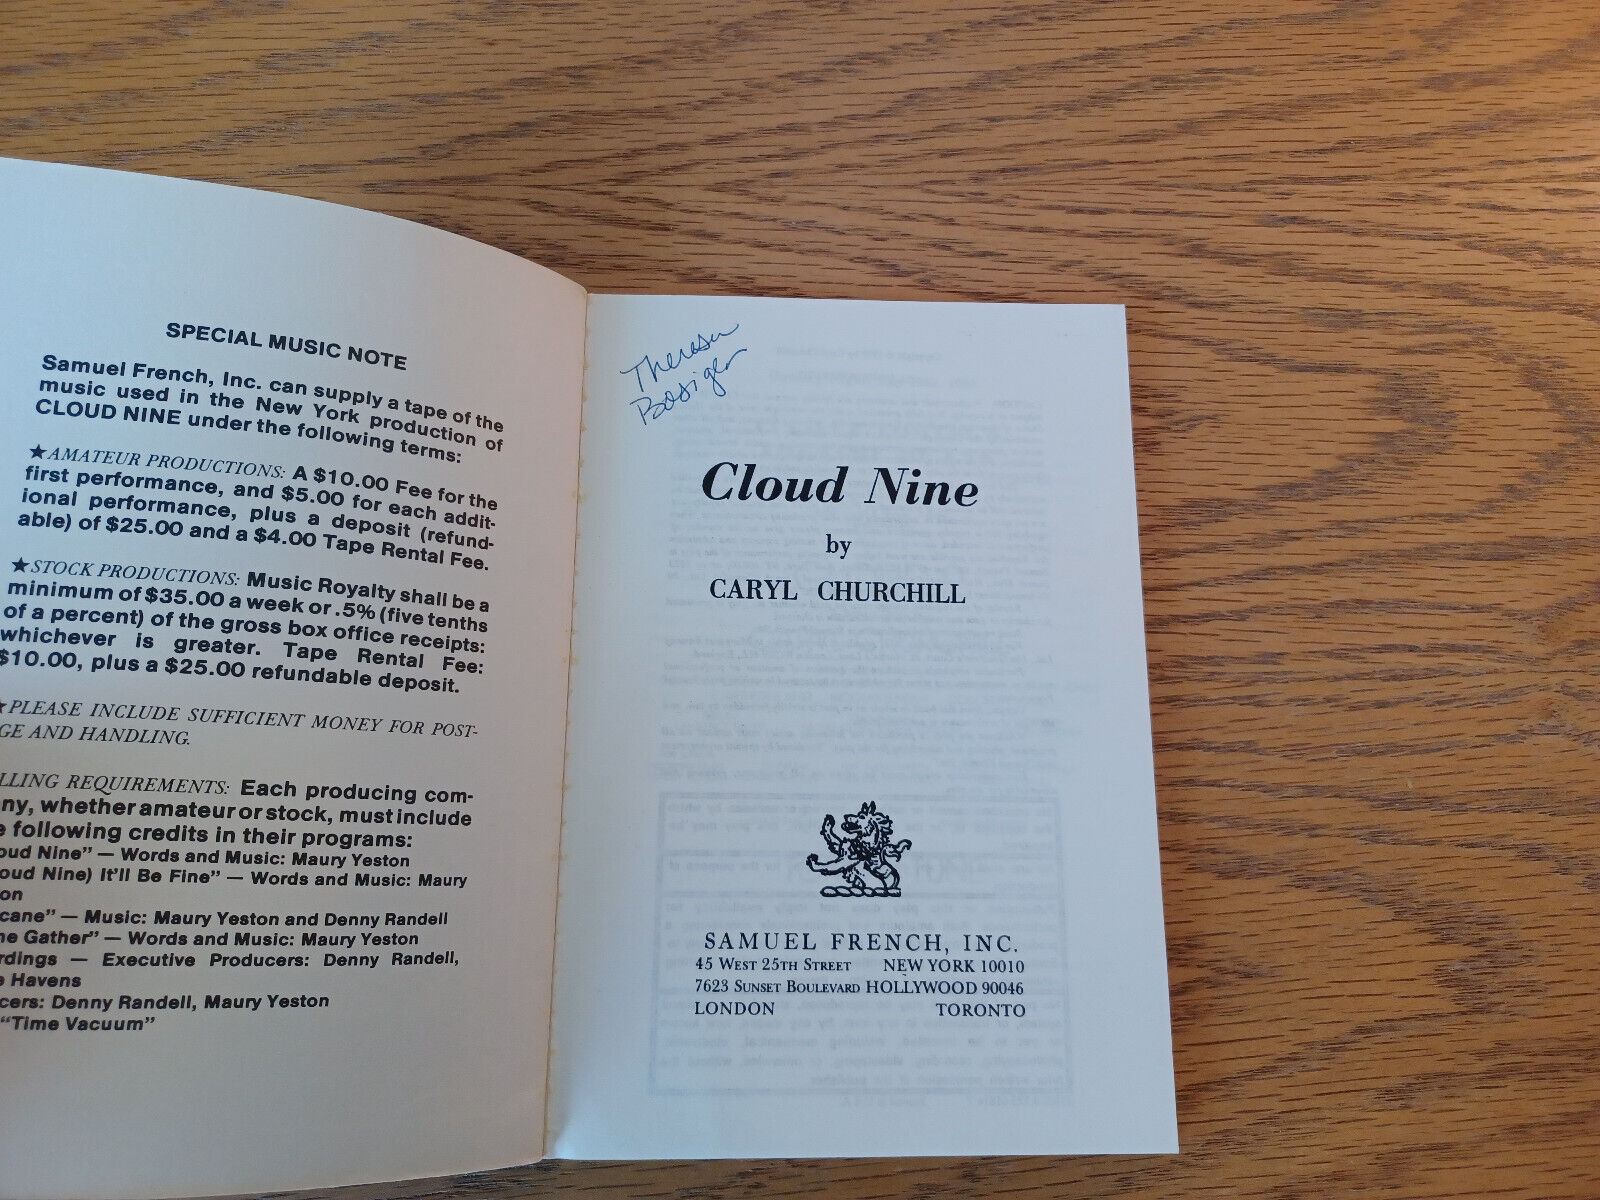 SPECIAL MUSIC NOTE
Samuel French, Inc. can supply a tape of the
music used in the New York production of
CLOUD NINE under the following terms:
★AMATEUR PRODUCTIONS: A $10.00 Fee for the
first performance, and $5.00 for each addit-
ional performance, plus a deposit (refund-
able) of $25.00 and a $4.00 Tape Rental Fee.
★STOCK PRODUCTIONS: Music Royalty shall be a
minimum of $35.00 a week or .5% (five tenths
of a percent) of the gross box office receipts:
whichever is greater. Tape Rental Fee:
$10.00, plus a $25.00 refundable deposit.
★PLEASE INCLUDE SUFFICIENT MONEY FOR POST-
GE AND HANDLING.
LLING REQUIREMENTS: Each producing com-
ny, whether amateur or stock, must include
e following credits in their programs:
oud Nine" — Words and Music: Maury Yeston
oud Nine) It'll Be Fine" — Words and Music: Maury
on
cane" — Music: Maury Yeston and Denny Randell
ne Gather" — Words and Music: Maury Yeston
rdings — Executive Producers: Denny Randell,
e Havens
cers: Denny Randell, Maury Yeston
"Time Vacuum"
Theresa
Bosiger
Cloud Nine
by
CARYL CHURCHILL
SAMUEL FRENCH, INC.
45 WEST 25TH STREET NEW YORK 10010
7623 SUNSET BOULEVARD HOLLYWOOD 90046
LONDON TORONTO